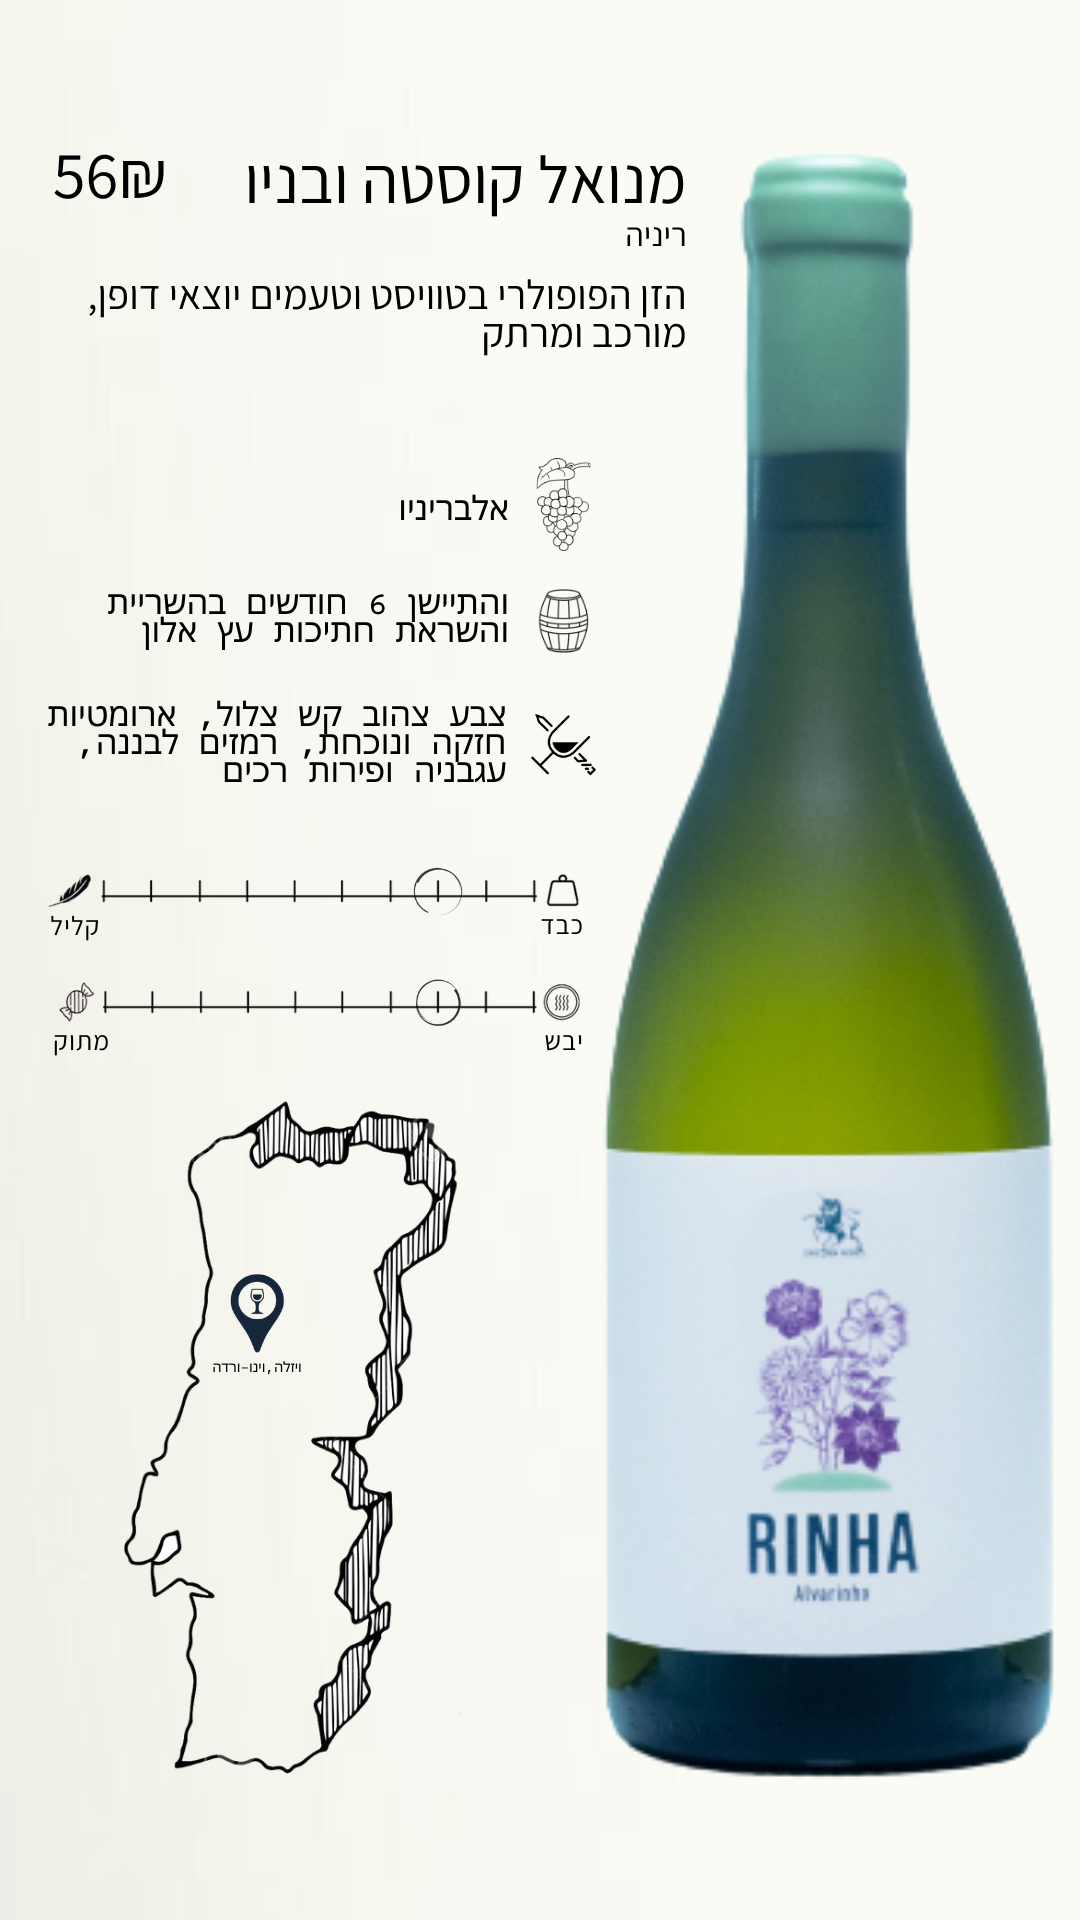 מנואל קוסטה ובניו
56₪
ריניה
הזן הפופולרי בטוויסט וטעמים יוצאי דופן,
מורכב ומרתק
אלבריניו
והתיישן 6 חודשים בהשריית
והשראת חתיכות עץ אלון
צבע צהוב קש צלול, ארומטיות
חזקה ונוכחת, רמזים לבננה,
עגבניה ופירות רכים
כבד
קליל
יבש
מתוק
ויזלה,וינו-ורדה
RINHA
Alvarinho